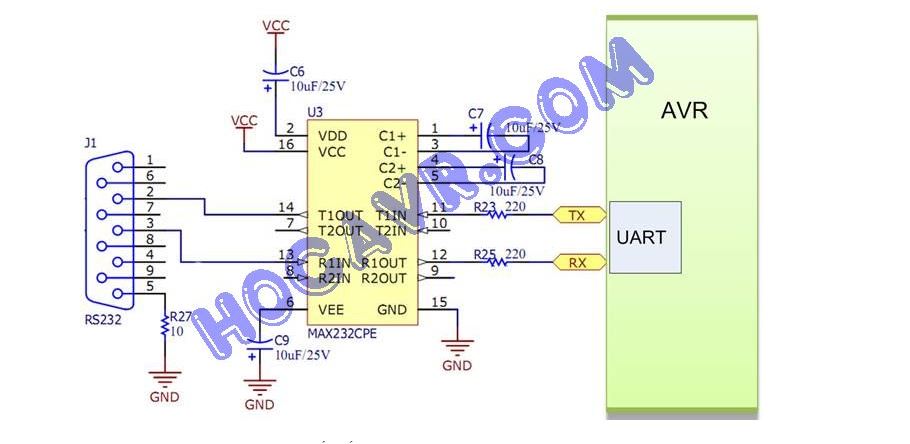 VCC
C6
10uF/25V
AVR
VCC
U3
C7
10uF/25V
C8
10uF/25V
J1
1
6
2
7
3
8
4
9
5
RS232
R27
10
GND
2
16
14
7
13
8
6
VDD
VCC
T1OUT
T2OUT
R1IN
R2IN
VEE
C1+
C1-
C2+
C2-
T1IN
T2IN
R1OUT
R2OUT
GND
1
3
4
5
11
10
12
9
15
MAX232CPE
R23 220
TX
R25 220
RX
UART
C9
10uF/25V
GND
GND
HOCAVR.COM